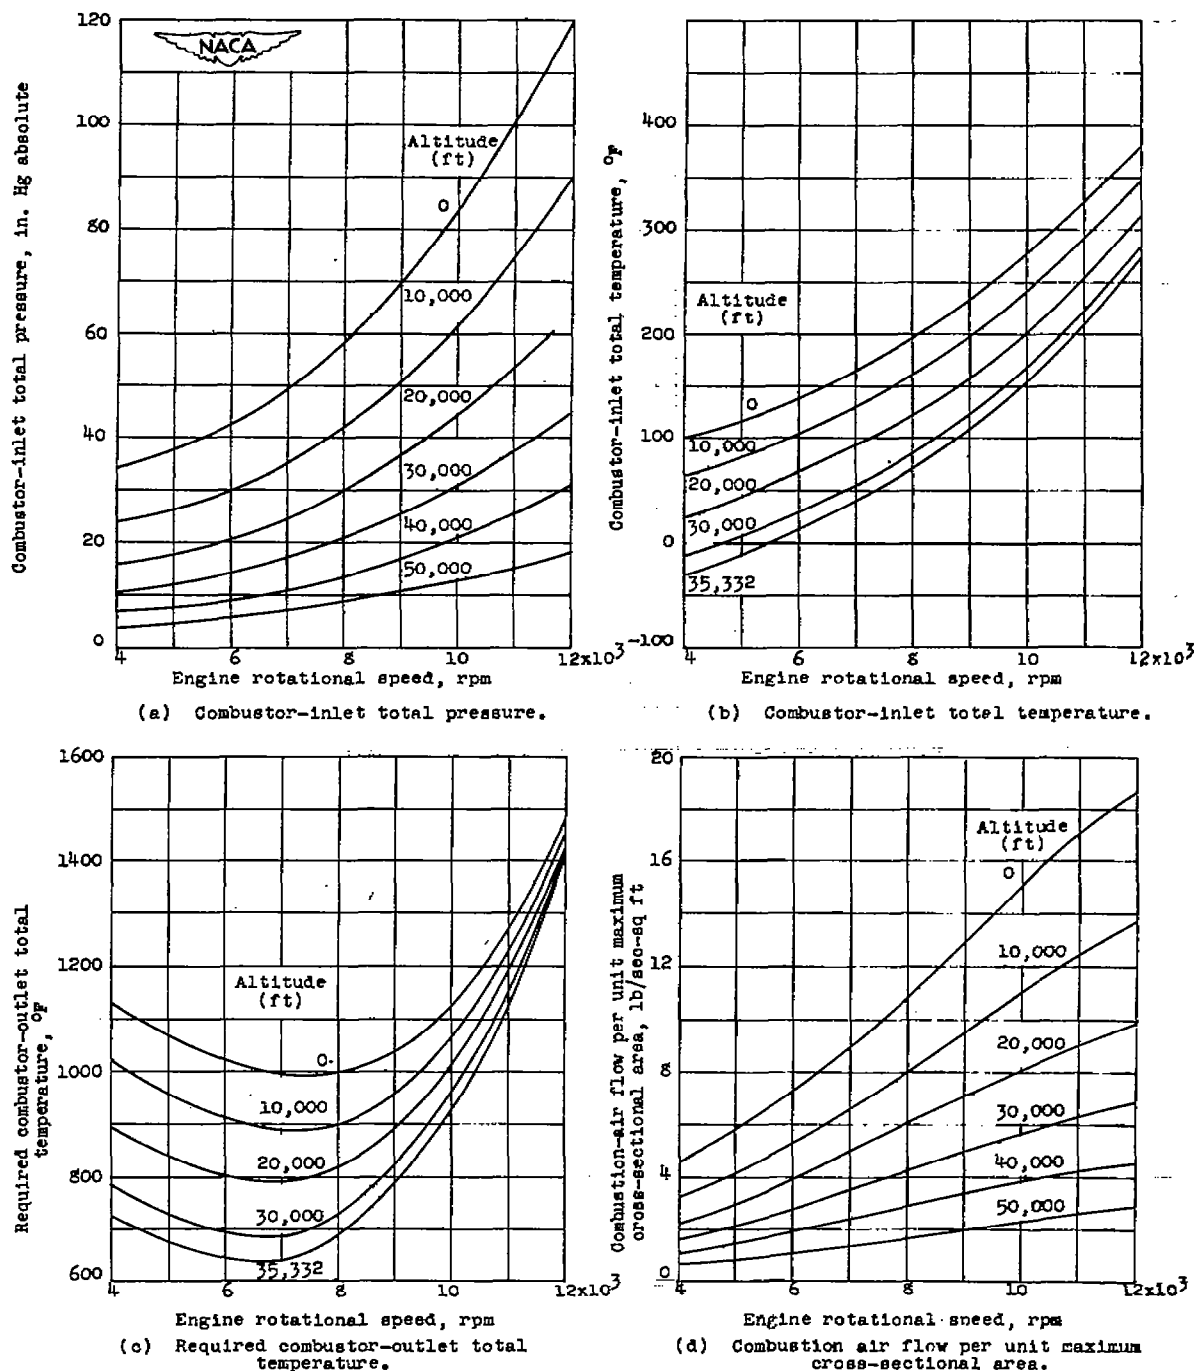 NACA
Combustor-inlet total pressure, in. Hg absolute
120
100
80
60
40
20
0
Altitude
(ft)
0
10,000
20,000
30,000
40,000
50,000
4 6 8 10 12x10³
Engine rotational speed, rpm
(a) Combustor-inlet total pressure.
Combustor-inlet total temperature, °F
400
300
200
100
0
-100
Altitude
(ft)
0
10,000
20,000
30,000
35,332
4 6 8 10 12x10³
Engine rotational speed, rpm
(b) Combustor-inlet total temperature.
Required combustor-outlet total
temperature, °F
1600
1400
1200
1000
800
600
Altitude
(ft)
0
10,000
20,000
30,000
35,332
4 6 8 10 12x10³
Engine rotational speed, rpm
(c) Required combustor-outlet total
temperature.
Combustion-air flow per unit maximum
cross-sectional area, lb/sec-sq ft
20
16
12
8
4
0
Altitude
(ft)
0
10,000
20,000
30,000
40,000
50,000
4 6 8 10 12x10³
Engine rotational speed, rpm
(d) Combustion air flow per unit maximum
cross-sectional area.